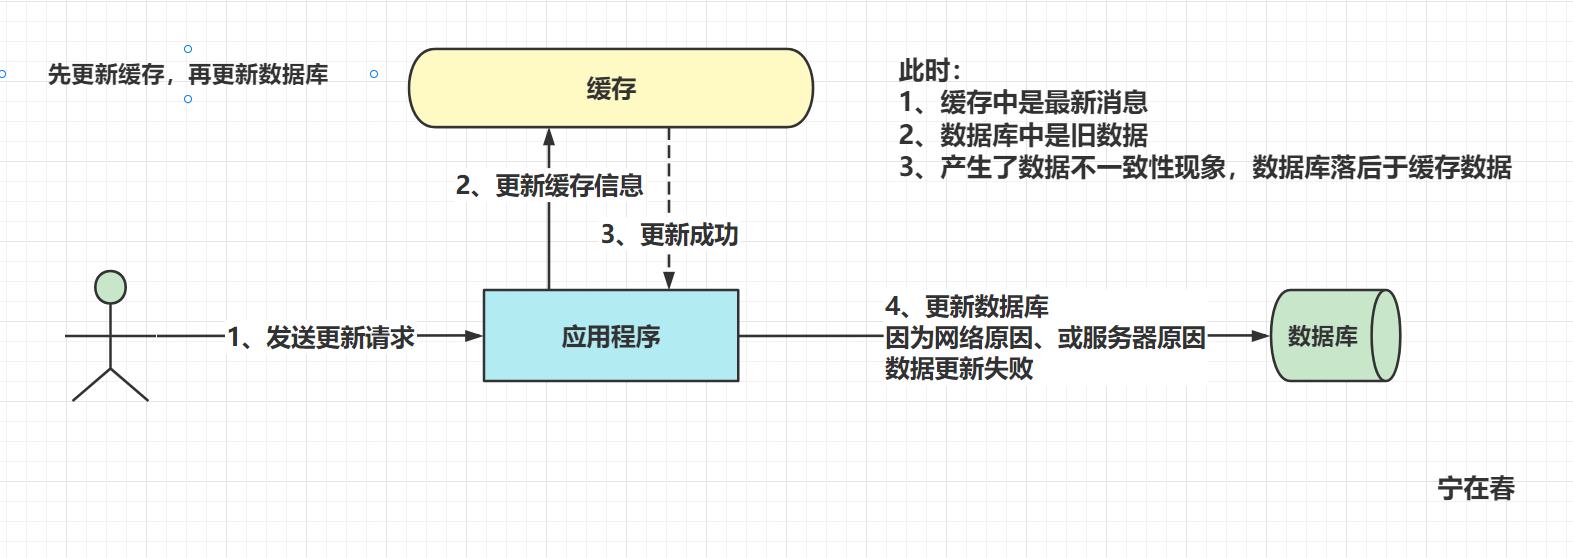 先更新缓存，再更新数据库
缓存
此时：
1、缓存中是最新消息
2、数据库中是旧数据
3、产生了数据不一致性现象，数据库落后于缓存数据
2、更新缓存信息
3、更新成功
1、发送更新请求
应用程序
4、更新数据库
因为网络原因、或服务器原因
数据更新失败
数据库
宁在春